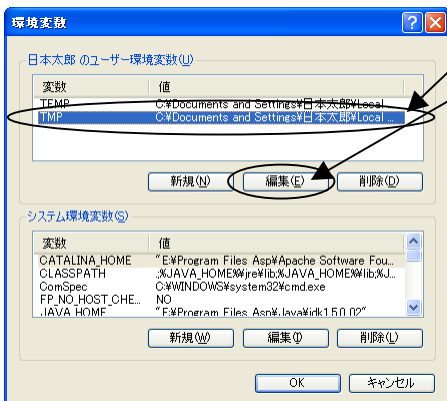 環境変数
日本太郎 のユーザー環境変数(U)
変数 値
TEMP C:¥Documents and Settings¥日本太郎¥Local ...
TMP C:¥Documents and Settings¥日本太郎¥Local ...
新規(N) 編集(E) 削除(D)
システム環境変数(S)
変数 値
CATALINA_HOME "E:¥Program Files Asp¥Apache Software Fou...
CLASSPATH .;%JAVA_HOME%¥jre¥lib;%JAVA_HOME%¥lib;%J...
ComSpec C:¥WINDOWS¥system32¥cmd.exe
FP_NO_HOST_CHE... NO
JAVA_HOME "E:¥Program Files Asp¥Java¥jdk1.5.0_02"
新規(W) 編集(I) 削除(L)
OK キャンセル